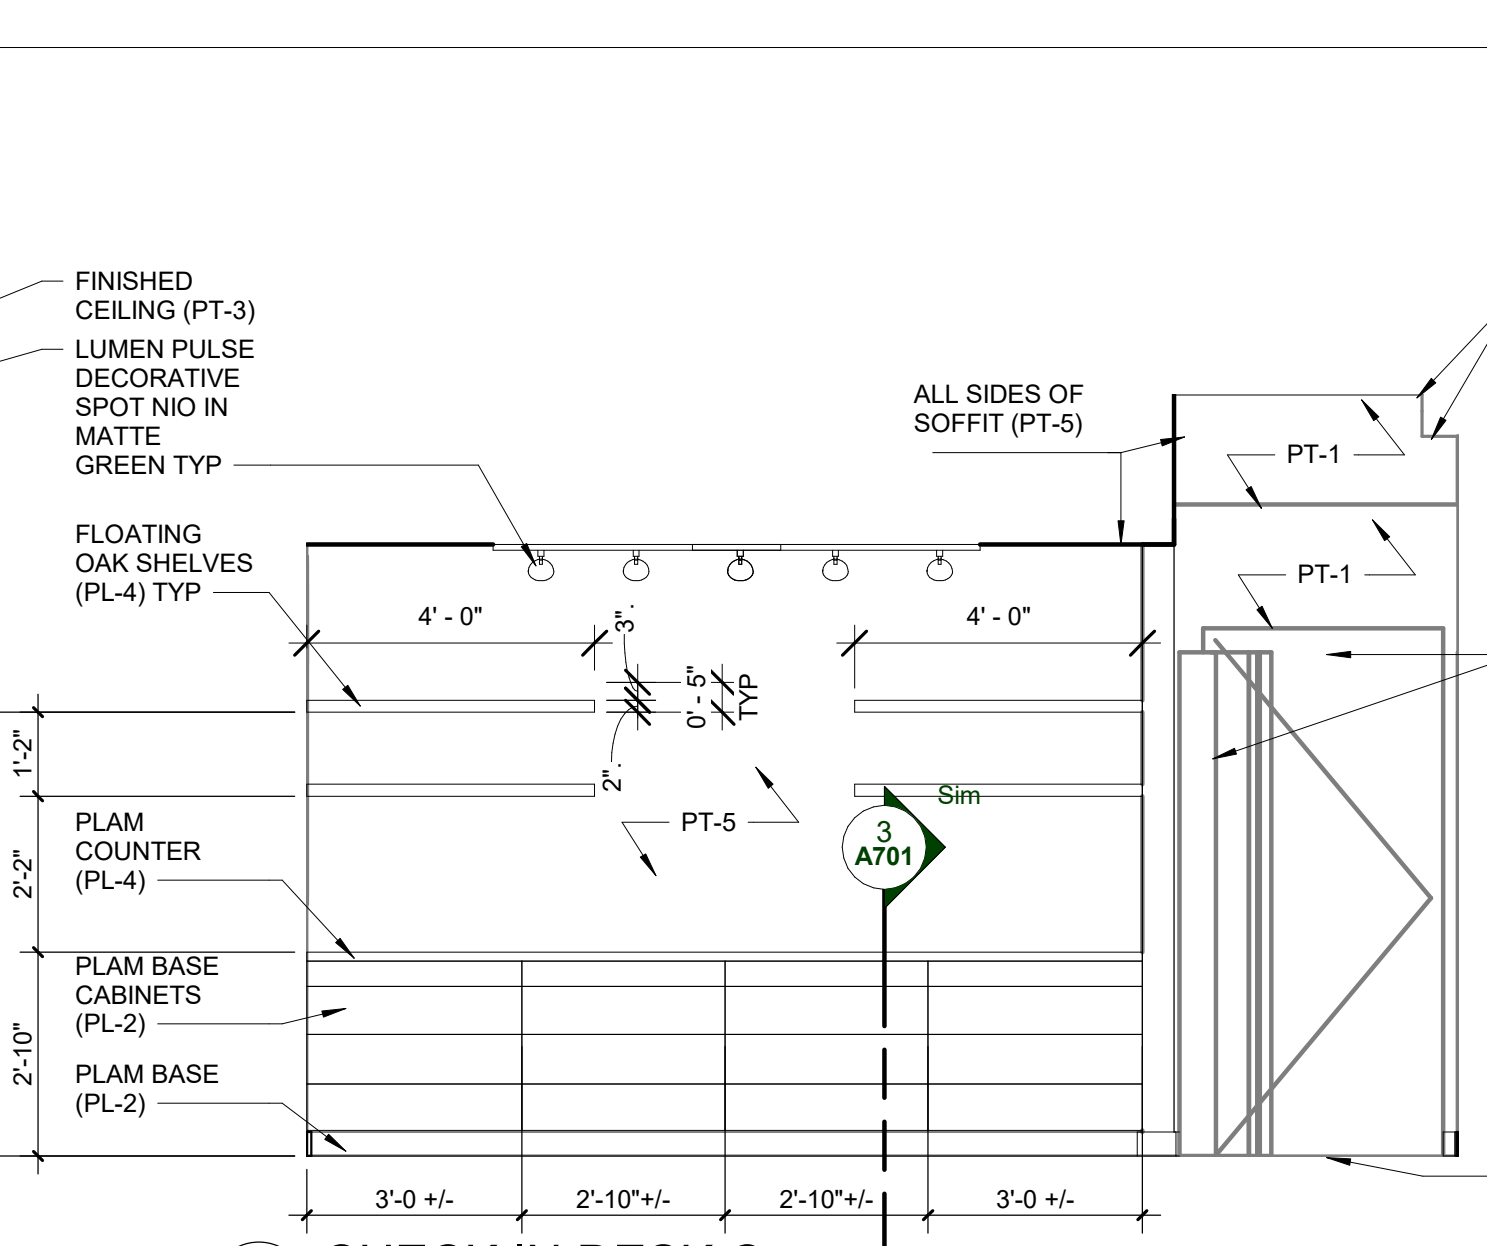 FINISHED
CEILING (PT-3)
LUMEN PULSE
DECORATIVE
SPOT NIO IN
MATTE
GREEN TYP
ALL SIDES OF
SOFFIT (PT-5)
PT-1
FLOATING
OAK SHELVES
(PL-4) TYP
PT-1
4' - 0"
3".
4' - 0"
0' - 5"
TYP
1'-2"
2".
Sim
PLAM
COUNTER
(PL-4)
PT-5
3
A701
2'-2"
PLAM BASE
CABINETS
(PL-2)
2'-10"
PLAM BASE
(PL-2)
3'-0 +/-
2'-10"+/-
2'-10"+/-
3'-0 +/-